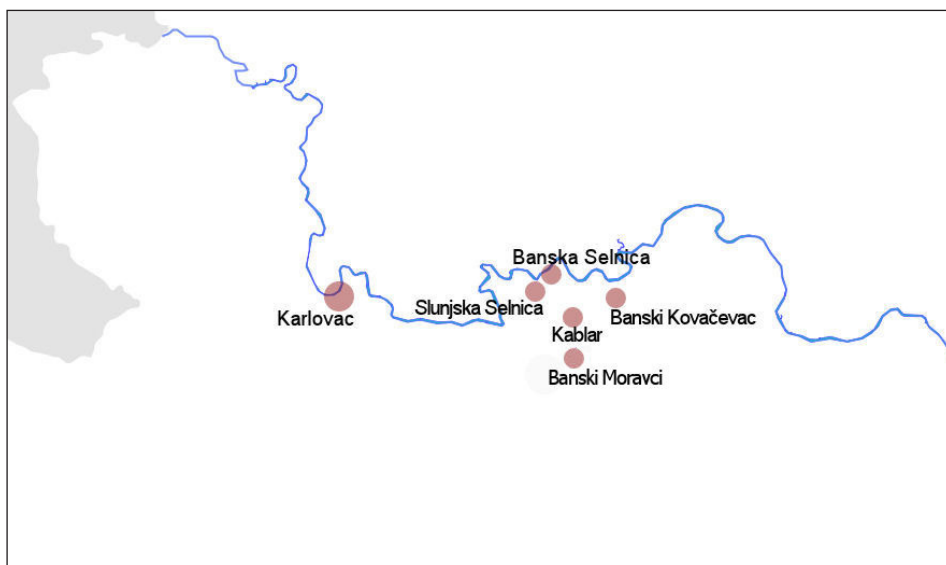 Banska Selnica
Slunjska Selnica
Karlovac
Banski Kovačevac
Kablar
Banski Moravci